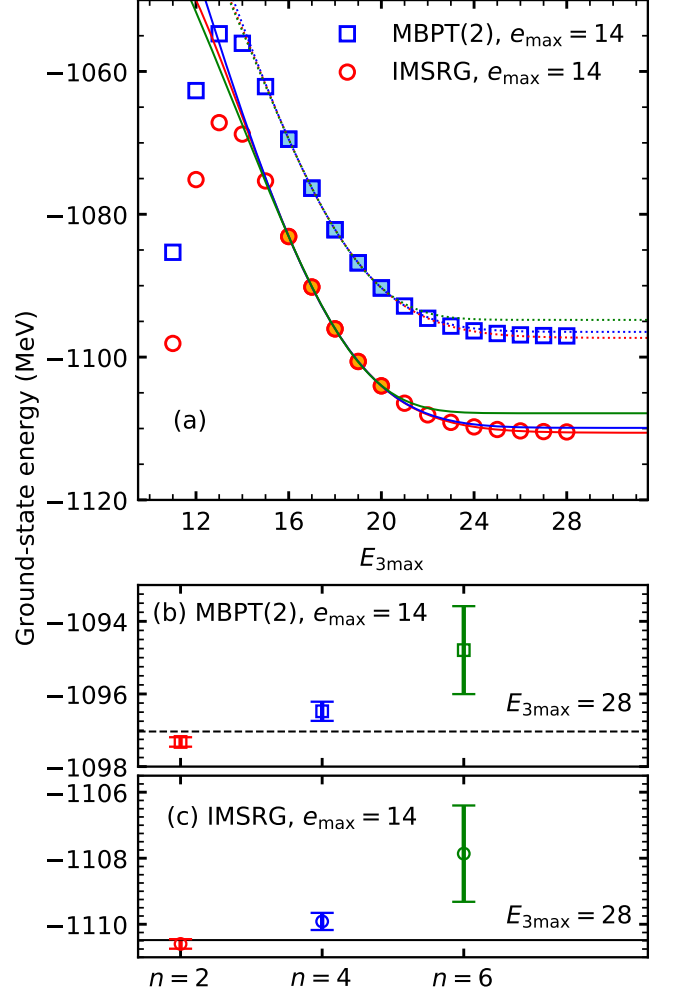 −1060
−1080
−1100
−1120
MBPT(2), e_max = 14
IMSRG, e_max = 14
(a)
12 16 20 24 28
E_3max
Ground-state energy (MeV)
−1094
−1096
−1098
(b) MBPT(2), e_max = 14
E_3max = 28
−1106
−1108
−1110
(c) IMSRG, e_max = 14
E_3max = 28
n = 2 n = 4 n = 6